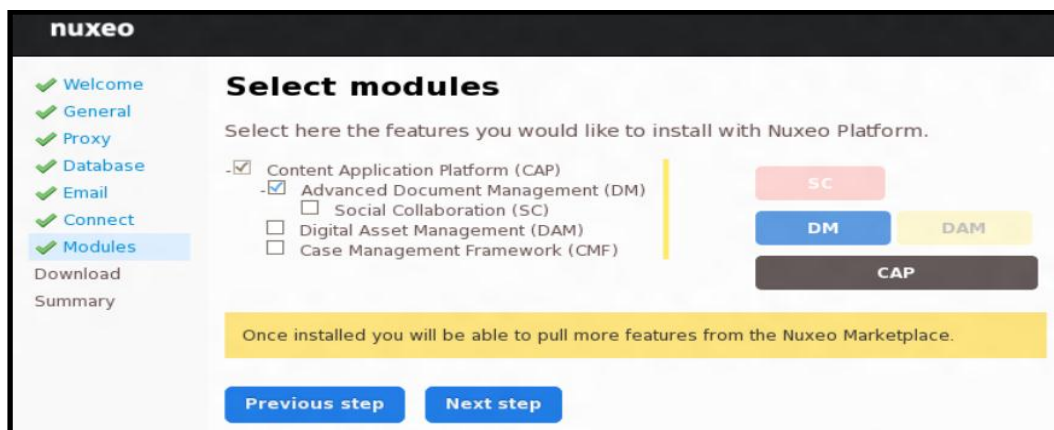 nuxeo
Welcome
General
Proxy
Database
Email
Connect
Modules
Download
Summary
Select modules
Select here the features you would like to install with Nuxeo Platform.
Content Application Platform (CAP)
Advanced Document Management (DM)
Social Collaboration (SC)
Digital Asset Management (DAM)
Case Management Framework (CMF)
SC
DM DAM
CAP
Once installed you will be able to pull more features from the Nuxeo Marketplace.
Previous step Next step